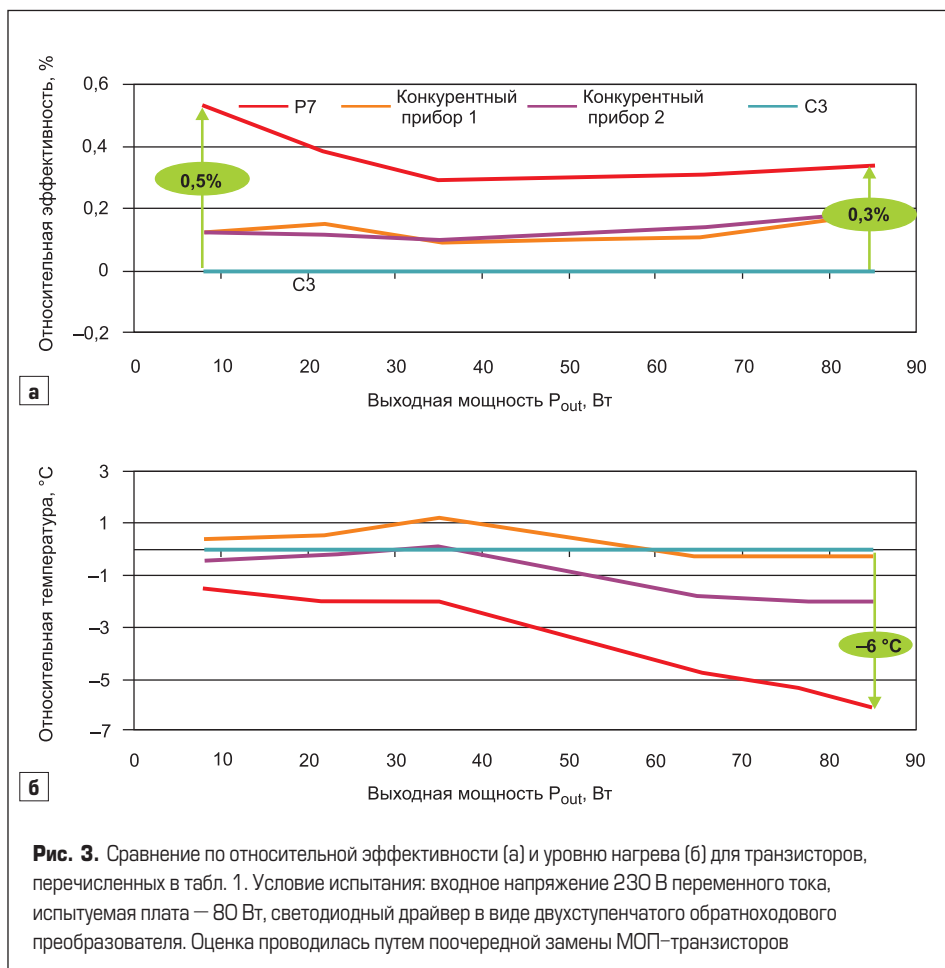 Относительная эффективность, %
0,6
0,4
0,2
0
–0,2
P7
Конкурентный
прибор 1
Конкурентный
прибор 2
C3
0,5%
0,3%
C3
0 10 20 30 40 50 60 70 80 90
а
Выходная мощность Pout, Вт
Относительная температура, °C
3
1
–1
–3
–5
–7
–6 °C
0 10 20 30 40 50 60 70 80 90
б
Выходная мощность Pout, Вт
Рис. 3. Сравнение по относительной эффективности (а) и уровню нагрева (б) для транзисторов,
перечисленных в табл. 1. Условие испытания: входное напряжение 230 В переменного тока,
испытуемая плата — 80 Вт, светодиодный драйвер в виде двухступенчатого обратноходового
преобразователя. Оценка проводилась путем поочередной замены МОП-транзисторов